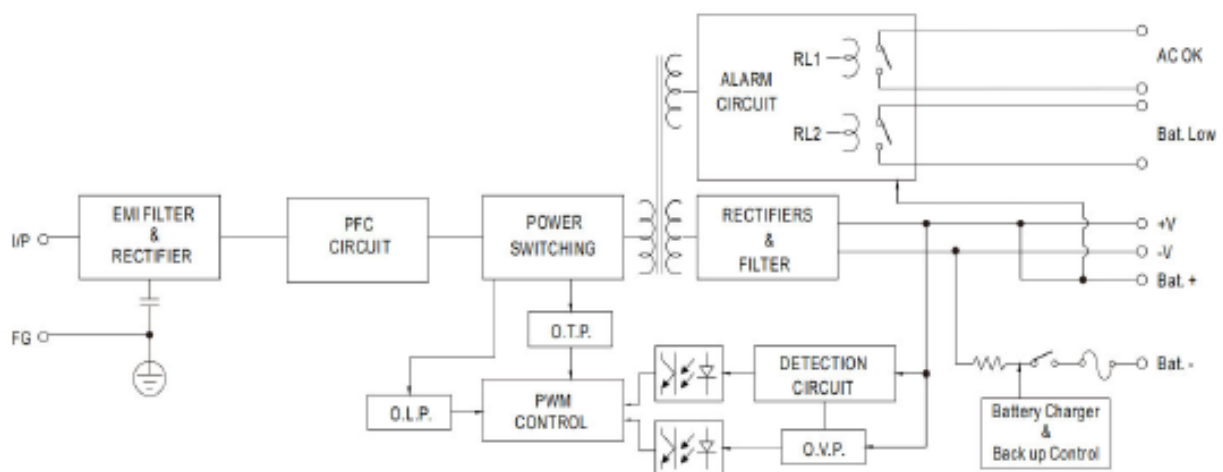 RL1
AC OK
ALARM
CIRCUIT
RL2
Bat. Low
EMI FILTER
&
RECTIFIER
PFC
CIRCUIT
POWER
SWITCHING
RECTIFIERS
&
FILTER
I/P
+V
-V
Bat. +
FG
O.T.P.
DETECTION
CIRCUIT
Bat. -
O.L.P.
PWM
CONTROL
O.V.P.
Battery Charger
&
Back up Control